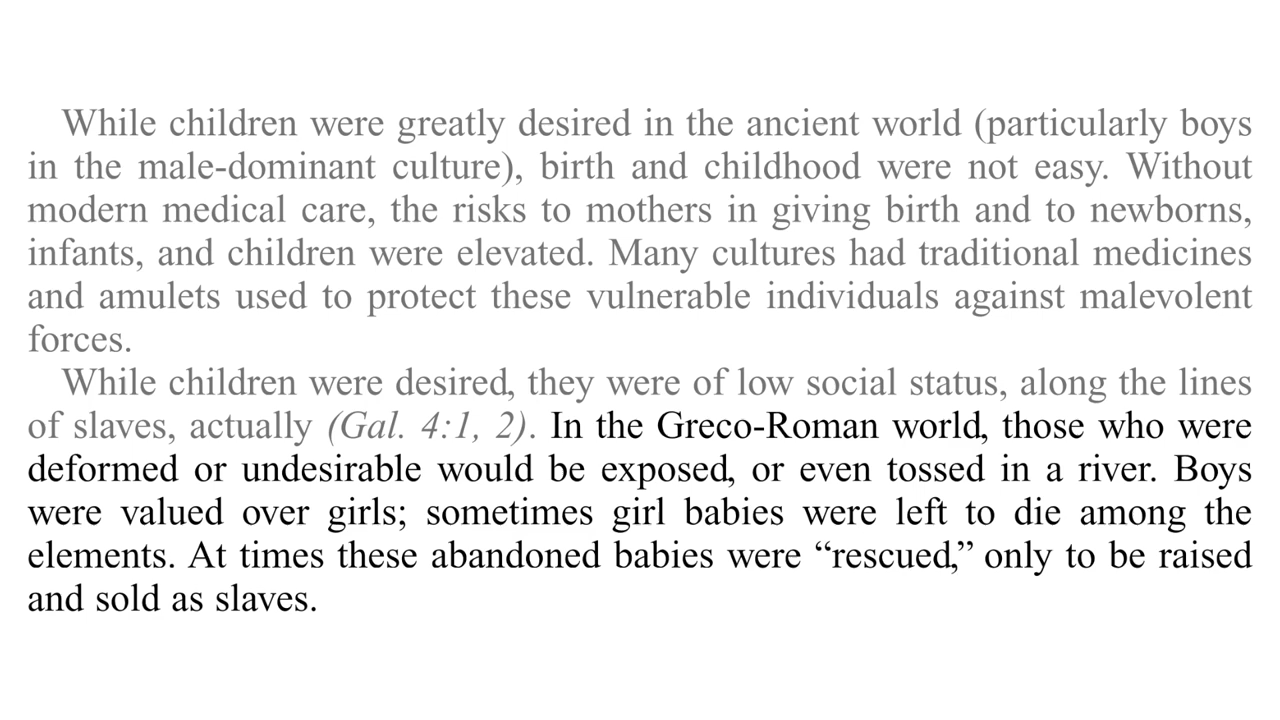 While children were greatly desired in the ancient world (particularly boys
in the male-dominant culture), birth and childhood were not easy. Without
modern medical care, the risks to mothers in giving birth and to newborns,
infants, and children were elevated. Many cultures had traditional medicines
and amulets used to protect these vulnerable individuals against malevolent
forces.
While children were desired, they were of low social status, along the lines
of slaves, actually (Gal. 4:1, 2). In the Greco-Roman world, those who were
deformed or undesirable would be exposed, or even tossed in a river. Boys
were valued over girls; sometimes girl babies were left to die among the
elements. At times these abandoned babies were “rescued,” only to be raised
and sold as slaves.